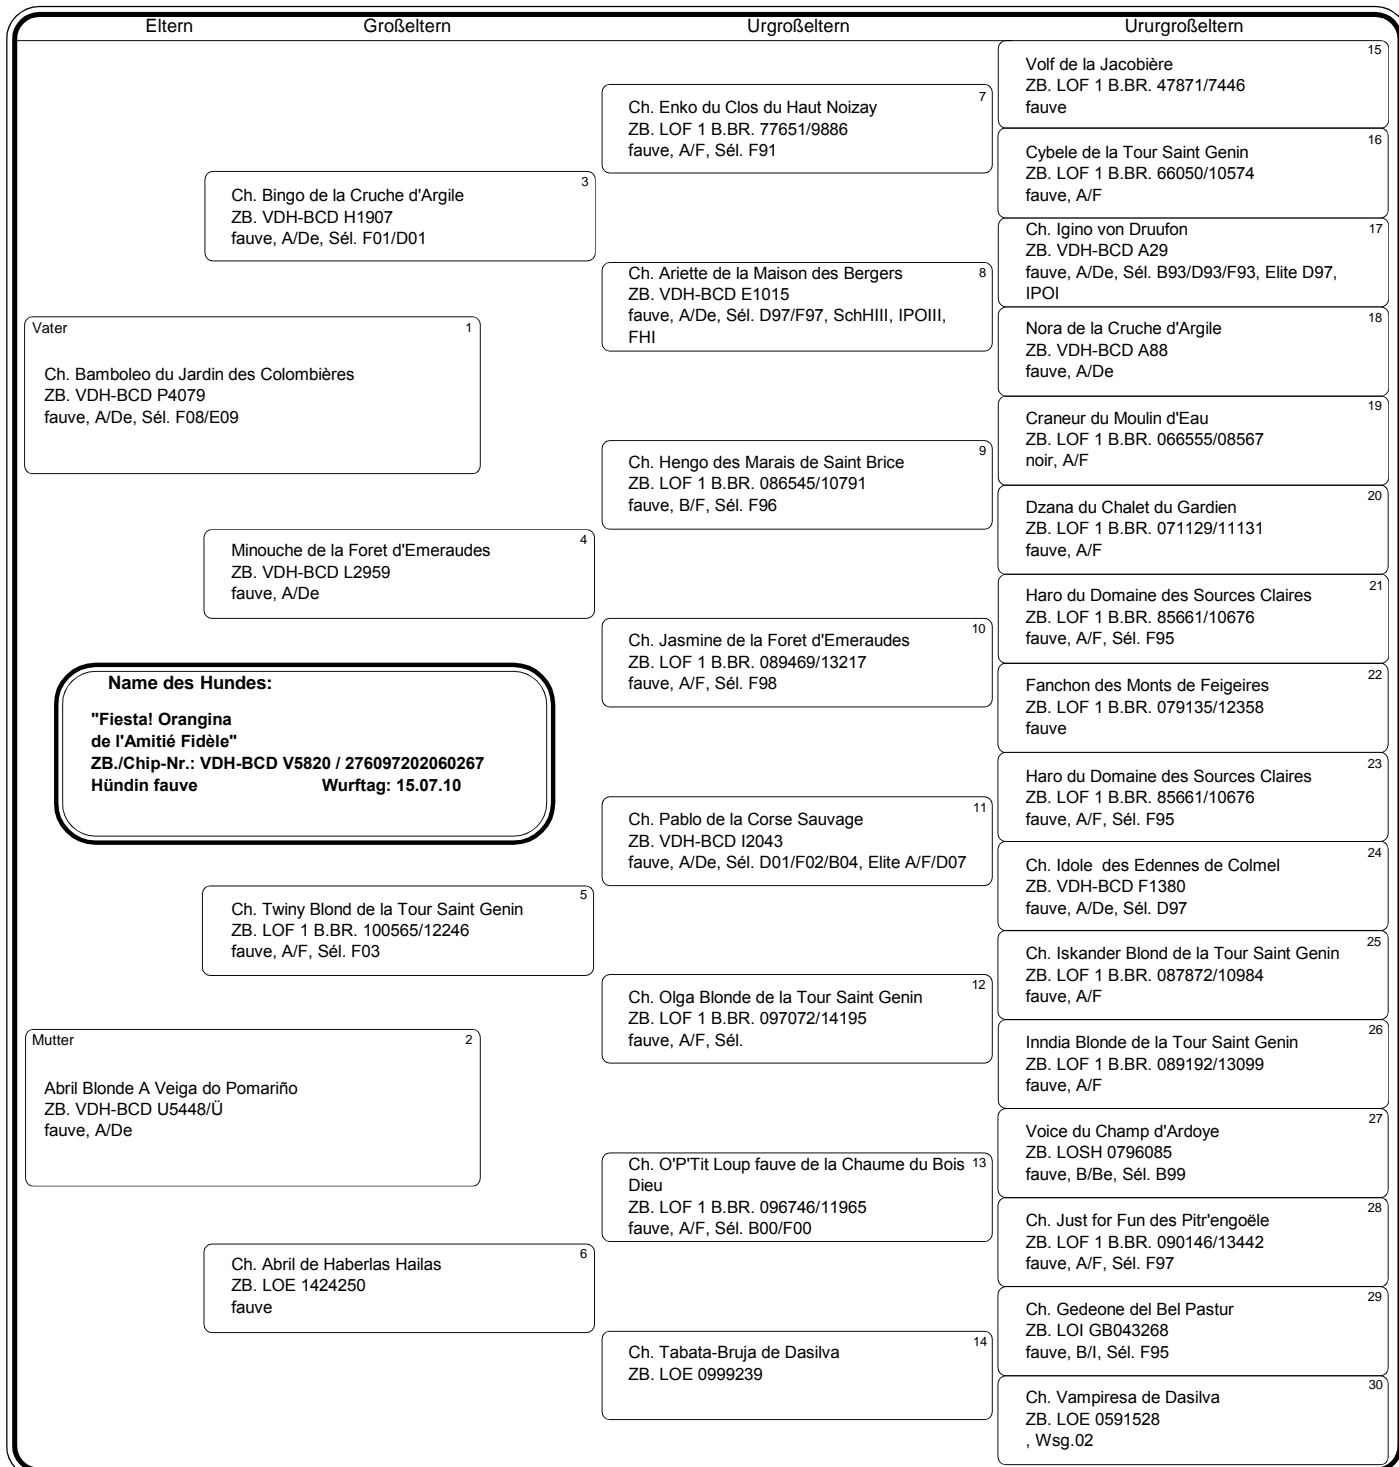 Eltern
Großeltern
Urgroßeltern
Ururgroßeltern
Vater 1
Ch. Bamboleo du Jardin des Colombières
ZB. VDH-BCD P4079
fauve, A/De, Sél. F08/E09
Name des Hundes:
"Fiesta! Orangina
de l'Amitié Fidèle"
ZB./Chip-Nr.: VDH-BCD V5820 / 276097202060267
Hündin fauve Wurftag: 15.07.10
Mutter 2
Abril Blonde A Veiga do Pomariño
ZB. VDH-BCD U5448/Ü
fauve, A/De
3
Ch. Bingo de la Cruche d'Argile
ZB. VDH-BCD H1907
fauve, A/De, Sél. F01/D01
4
Minouche de la Foret d'Emeraudes
ZB. VDH-BCD L2959
fauve, A/De
5
Ch. Twiny Blond de la Tour Saint Genin
ZB. LOF 1 B.BR. 100565/12246
fauve, A/F, Sél. F03
6
Ch. Abril de Haberlas Hailas
ZB. LOE 1424250
fauve
7
Ch. Enko du Clos du Haut Noizay
ZB. LOF 1 B.BR. 77651/9886
fauve, A/F, Sél. F91
Ch. Ariette de la Maison des Bergers 8
ZB. VDH-BCD E1015
fauve, A/De, Sél. D97/F97, SchHIII, IPOIII,
FHI
9
Ch. Hengo des Marais de Saint Brice
ZB. LOF 1 B.BR. 086545/10791
fauve, B/F, Sél. F96
10
Ch. Jasmine de la Foret d'Emeraudes
ZB. LOF 1 B.BR. 089469/13217
fauve, A/F, Sél. F98
11
Ch. Pablo de la Corse Sauvage
ZB. VDH-BCD I2043
fauve, A/De, Sél. D01/F02/B04, Elite A/F/D07
12
Ch. Olga Blonde de la Tour Saint Genin
ZB. LOF 1 B.BR. 097072/14195
fauve, A/F, Sél.
Ch. O'P'Tit Loup fauve de la Chaume du Bois 13
Dieu
ZB. LOF 1 B.BR. 096746/11965
fauve, A/F, Sél. B00/F00
14
Ch. Tabata-Bruja de Dasilva
ZB. LOE 0999239
15
Volf de la Jacobière
ZB. LOF 1 B.BR. 47871/7446
fauve
16
Cybele de la Tour Saint Genin
ZB. LOF 1 B.BR. 66050/10574
fauve, A/F
Ch. Igino von Druufon 17
ZB. VDH-BCD A29
fauve, A/De, Sél. B93/D93/F93, Elite D97,
IPOI
18
Nora de la Cruche d'Argile
ZB. VDH-BCD A88
fauve, A/De
19
Craneur du Moulin d'Eau
ZB. LOF 1 B.BR. 066555/08567
noir, A/F
20
Dzana du Chalet du Gardien
ZB. LOF 1 B.BR. 071129/11131
fauve, A/F
21
Haro du Domaine des Sources Claires
ZB. LOF 1 B.BR. 85661/10676
fauve, A/F, Sél. F95
22
Fanchon des Monts de Feigeires
ZB. LOF 1 B.BR. 079135/12358
fauve
23
Haro du Domaine des Sources Claires
ZB. LOF 1 B.BR. 85661/10676
fauve, A/F, Sél. F95
24
Ch. Idole des Edennes de Colmel
ZB. VDH-BCD F1380
fauve, A/De, Sél. D97
25
Ch. Iskander Blond de la Tour Saint Genin
ZB. LOF 1 B.BR. 087872/10984
fauve, A/F
26
Inndia Blonde de la Tour Saint Genin
ZB. LOF 1 B.BR. 089192/13099
fauve, A/F
27
Voice du Champ d'Ardoye
ZB. LOSH 0796085
fauve, B/Be, Sél. B99
28
Ch. Just for Fun des Pitr'engoële
ZB. LOF 1 B.BR. 090146/13442
fauve, A/F, Sél. F97
29
Ch. Gedeone del Bel Pastur
ZB. LOI GB043268
fauve, B/I, Sél. F95
30
Ch. Vampiresa de Dasilva
ZB. LOE 0591528
, Wsg.02